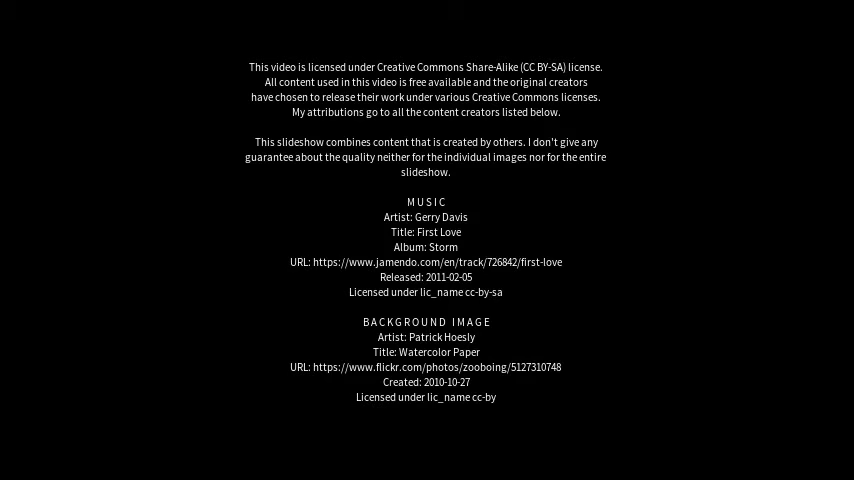 This video is licensed under Creative Commons Share-Alike (CC BY-SA) license.
All content used in this video is free available and the original creators
have chosen to release their work under various Creative Commons licenses.
My attributions go to all the content creators listed below.
This slideshow combines content that is created by others. I don't give any
guarantee about the quality neither for the individual images nor for the entire
slideshow.
MUSIC
Artist: Gerry Davis
Title: First Love
Album: Storm
URL: https://www.jamendo.com/en/track/726842/first-love
Released: 2011-02-05
Licensed under lic_name cc-by-sa
BACKGROUND IMAGE
Artist: Patrick Hoesly
Title: Watercolor Paper
URL: https://www.flickr.com/photos/zooboing/5127310748
Created: 2010-10-27
Licensed under lic_name cc-by